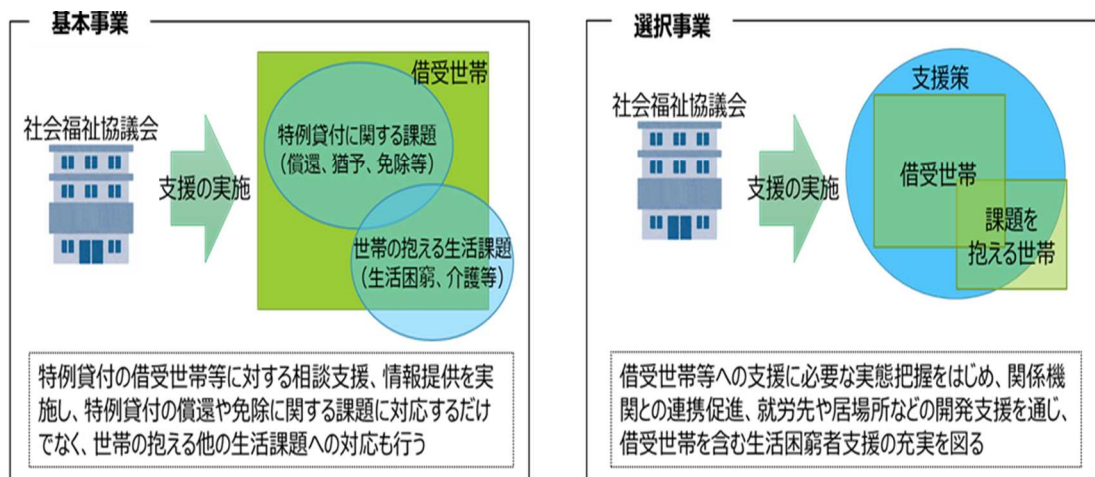 基本事業
社会福祉協議会
支援の実施
借受世帯
特例貸付に関する課題
(償還、猶予、免除等)
世帯の抱える生活課題
(生活困窮、介護等)
特例貸付の借受世帯等に対する相談支援、情報提供を実
施し、特例貸付の償還や免除に関する課題に対応するだけ
でなく、世帯の抱える他の生活課題への対応も行う
選択事業
社会福祉協議会
支援の実施
支援策
借受世帯
課題を
抱える世帯
借受世帯等への支援に必要な実態把握をはじめ、関係機
関との連携促進、就労先や居場所などの開発支援を通じ、
借受世帯を含む生活困窮者支援の充実を図る